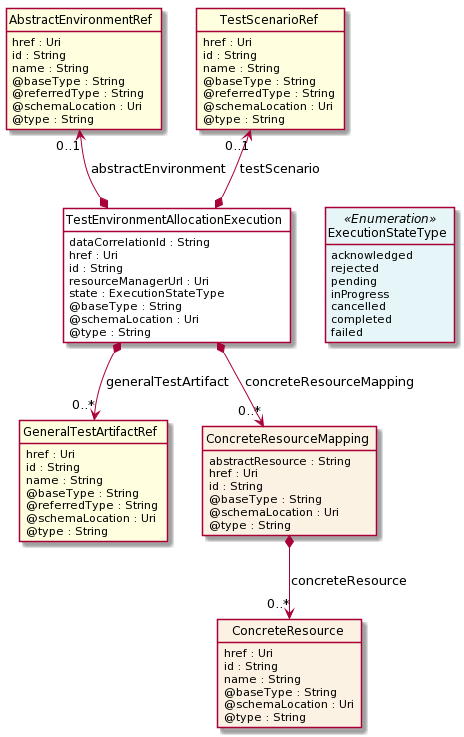 AbstractEnvironmentRef
href : Uri
id : String
name : String
@baseType : String
@referredType : String
@schemaLocation : Uri
@type : String
TestScenarioRef
href : Uri
id : String
name : String
@baseType : String
@referredType : String
@schemaLocation : Uri
@type : String
0..1
0..1
abstractEnvironment
testScenario
TestEnvironmentAllocationExecution
dataCorrelationId : String
href : Uri
id : String
resourceManagerUrl : Uri
state : ExecutionStateType
@baseType : String
@schemaLocation : Uri
@type : String
«Enumeration»
ExecutionStateType
acknowledged
rejected
pending
inProgress
cancelled
completed
failed
generalTestArtifact
concreteResourceMapping
0..*
0..*
GeneralTestArtifactRef
href : Uri
id : String
name : String
@baseType : String
@referredType : String
@schemaLocation : Uri
@type : String
ConcreteResourceMapping
abstractResource : String
href : Uri
id : String
@baseType : String
@schemaLocation : Uri
@type : String
concreteResource
0..*
ConcreteResource
href : Uri
id : String
name : String
@baseType : String
@schemaLocation : Uri
@type : String